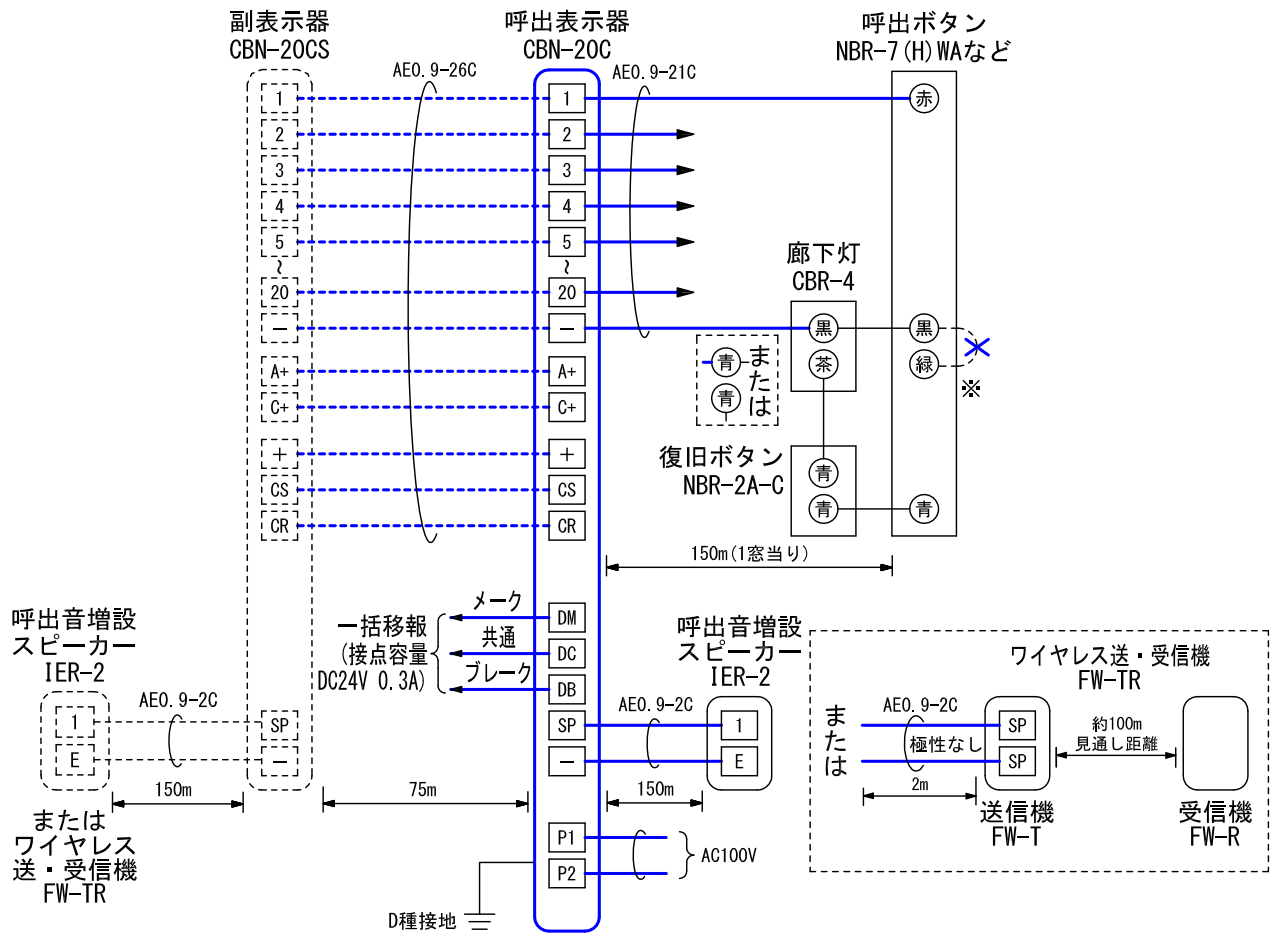 副表示器
CBN-20CS
呼出表示器
CBN-20C
呼出ボタン
NBR-7(H)WAなど
AE0.9-26C
AE0.9-21C
1
1
赤
2
2
3
3
4
4
5
5
~
~
20
20
廊下灯
CBR-4
-
-
黒
黒
青
または
A+
A+
茶
緑
※
C+
C+
青
+
+
復旧ボタン
NBR-2A-C
青
CS
CS
CR
CR
青
青
150m(1窓当り)
一括移報
(接点容量
DC24V 0.3A)
メーク
DM
共通
DC
ブレーク
DB
呼出音増設
スピーカー
IER-2
AE0.9-2C
1
E
SP
-
150m
または
ワイヤレス
送・受信機
FW-TR
75m
SP
-
AE0.9-2C
呼出音増設
スピーカー
IER-2
1
E
150m
ワイヤレス送・受信機
FW-TR
または
AE0.9-2C
極性なし
SP
SP
2m
約100m
見通し距離
送信機
FW-T
受信機
FW-R
P1
P2
AC100V
D種接地